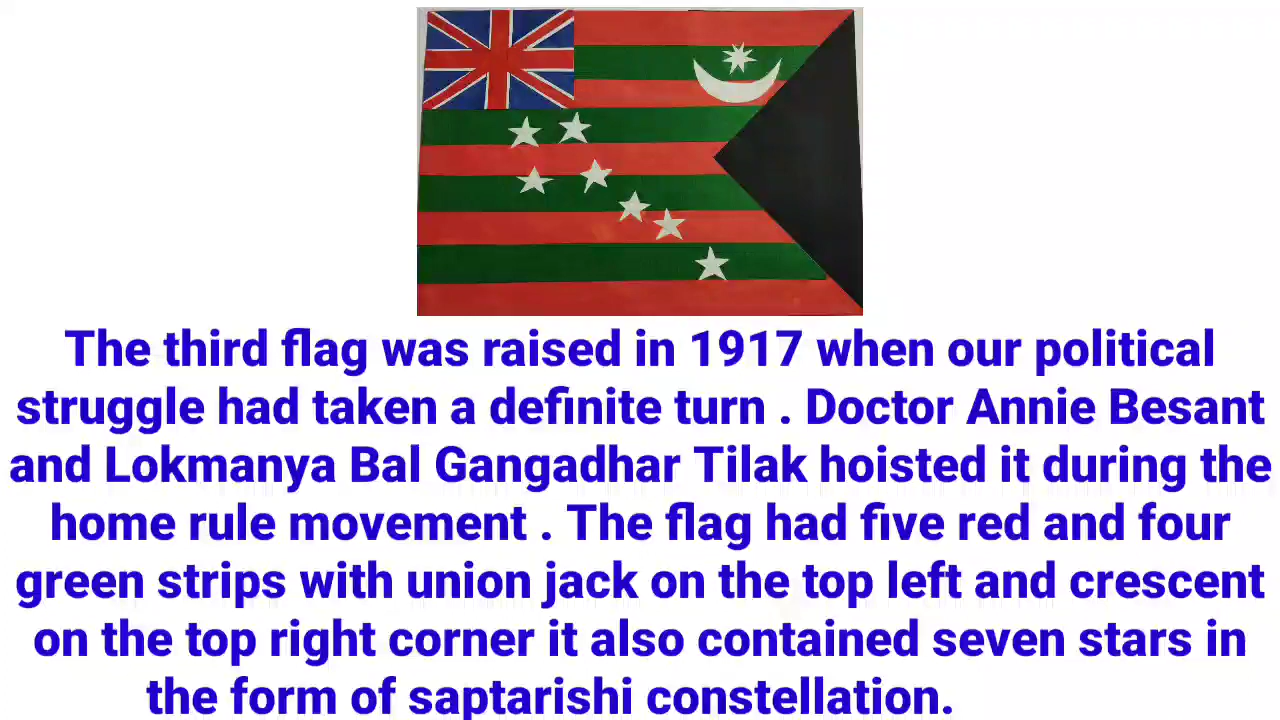 The third flag was raised in 1917 when our political
struggle had taken a definite turn . Doctor Annie Besant
and Lokmanya Bal Gangadhar Tilak hoisted it during the
home rule movement . The flag had five red and four
green strips with union jack on the top left and crescent
on the top right corner it also contained seven stars in
the form of saptarishi constellation.